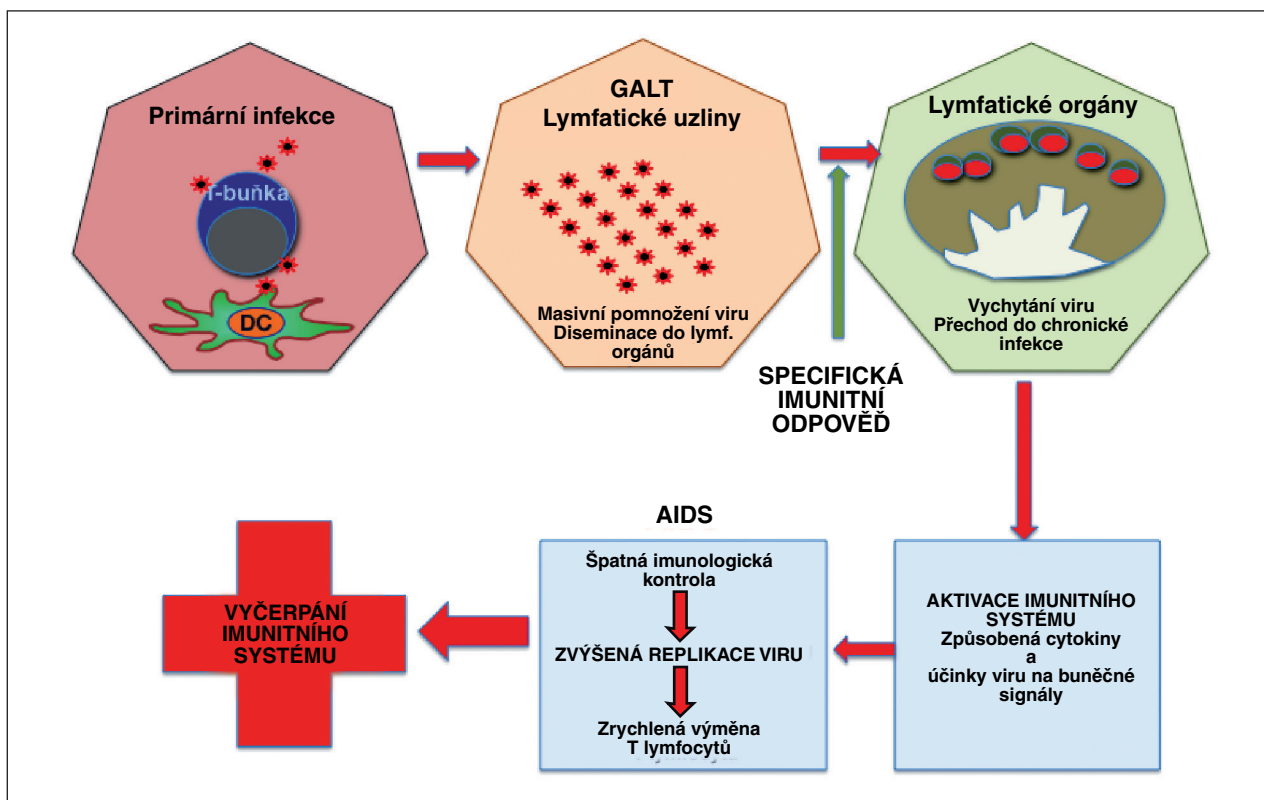 Primární infekce
T-buňka
DC
GALT
Lymfatické uzliny
Masivní pomnožení viru
Diseminace do lymf.
orgánů
SPECIFICKÁ
IMUNITNÍ
ODPOVĚĎ
Lymfatické orgány
Vychytání viru
Přechod do chronické
infekce
AKTIVACE IMUNITNÍHO
SYSTÉMU
Způsobená cytokiny
a
účinky viru na buněčné
signály
AIDS
Špatná imunologická
kontrola
ZVÝŠENÁ REPLIKACE VIRU
Zrychlená výměna
T lymfocytů
VYČERPÁNÍ
IMUNITNÍHO
SYSTÉMU